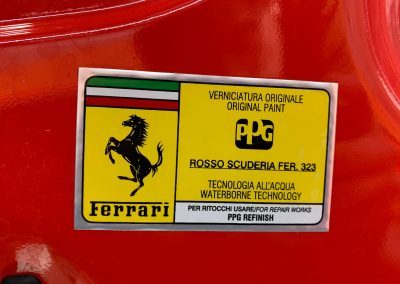 VERNICIATURA ORIGINALE
ORIGINAL PAINT
PPG
ROSSO SCUDERIA FER. 323
TECNOLOGIA ALL'ACQUA
WATERBORNE TECHNOLOGY
Ferrari
PER RITOCCHI USARE/FOR REPAIR WORKS
PPG REFINISH